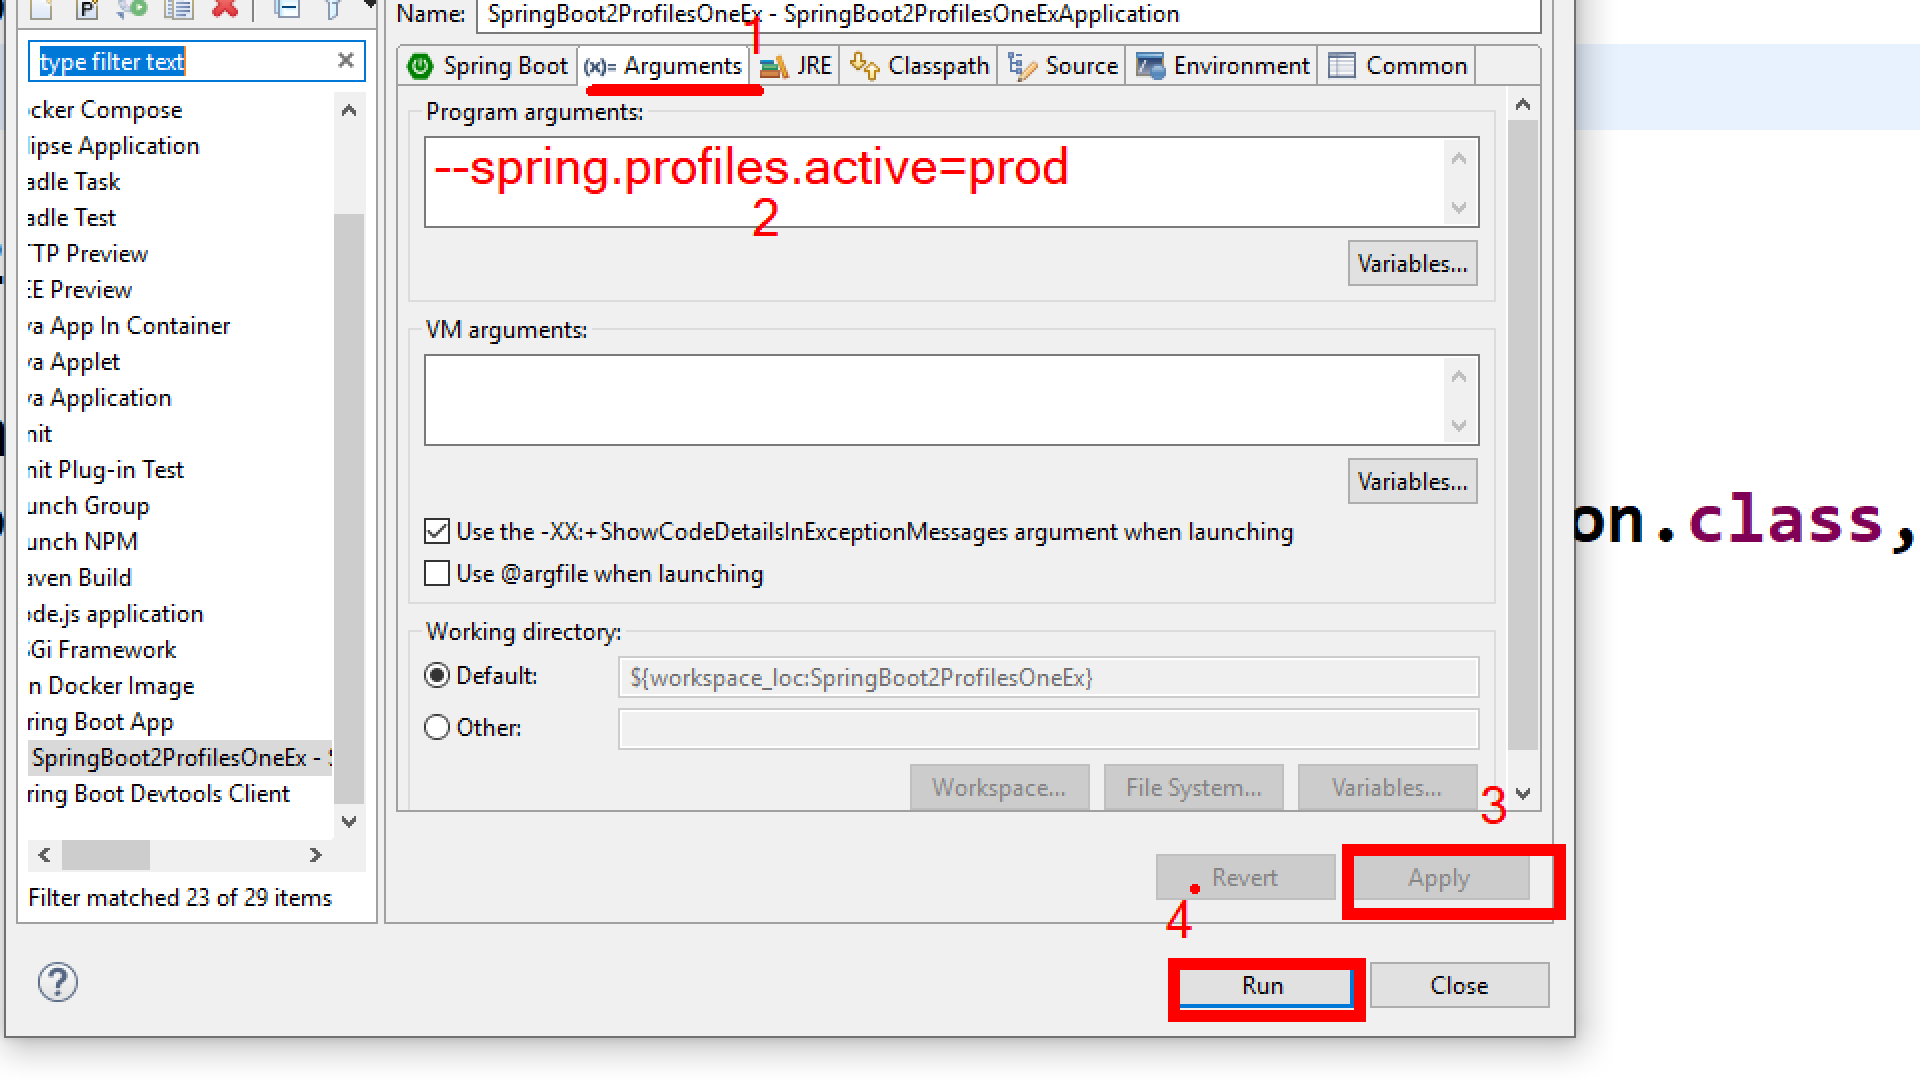 Name: SpringBoot2ProfilesOneEx - SpringBoot2ProfilesOneExApplication
1
type filter text
Spring Boot (x)= Arguments JRE Classpath Source Environment Common
Program arguments:
--spring.profiles.active=prod
2
Variables...
VM arguments:
Variables...
Use the -XX:+ShowCodeDetailsInExceptionMessages argument when launching
Use @argfile when launching
Working directory:
Default: ${workspace_loc:SpringBoot2ProfilesOneEx}
Other:
Workspace... File System... Variables...
3
Revert Apply
4
Run Close
cker Compose
lipse Application
adle Task
adle Test
TP Preview
EE Preview
va App In Container
va Applet
va Application
nit
nit Plug-in Test
unch Group
unch NPM
aven Build
de.js application
Gi Framework
n Docker Image
ring Boot App
SpringBoot2ProfilesOneEx -
ring Boot Devtools Client
Filter matched 23 of 29 items
?
on.class,